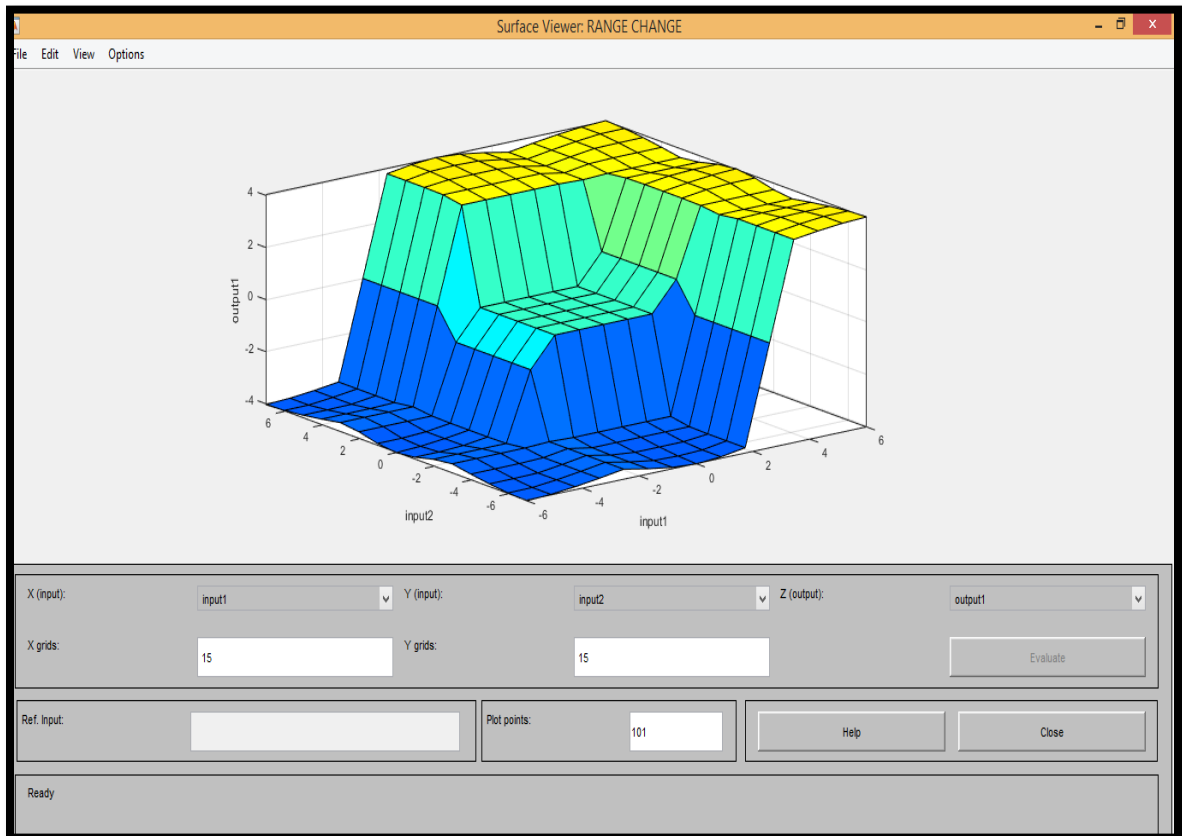 Surface Viewer: RANGE CHANGE
File Edit View Options
4
2
0
-2
-4
output1
6
4
2
0
-2
-4
-6
input2
-6
-4
-2
0
2
4
6
input1
X (input): input1 Y (input): input2 Z (output): output1
X grids: 15 Y grids: 15 Evaluate
Ref. Input: Plot points: 101 Help Close
Ready